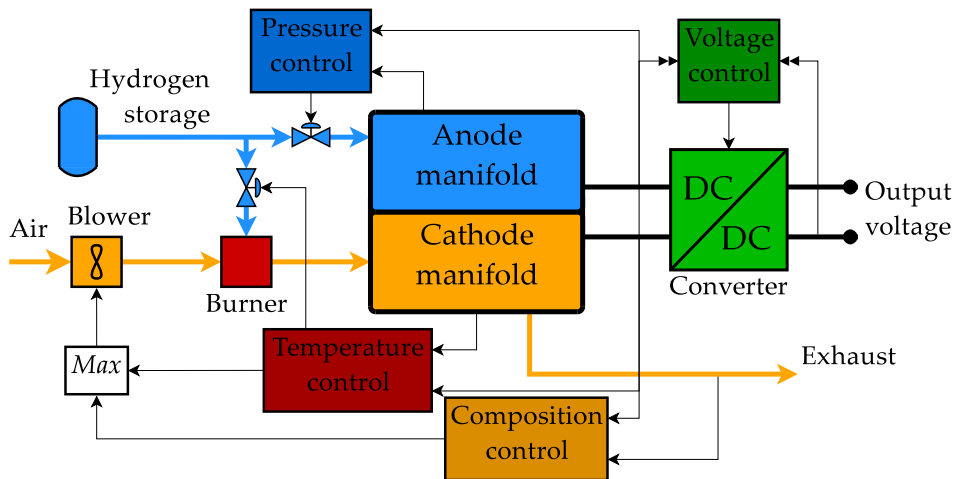 Pressure
control
Voltage
control
Hydrogen
storage
Anode
manifold
DC
DC
Output
voltage
Air
Blower
Cathode
manifold
Burner
Converter
Temperature
control
Max
Exhaust
Composition
control